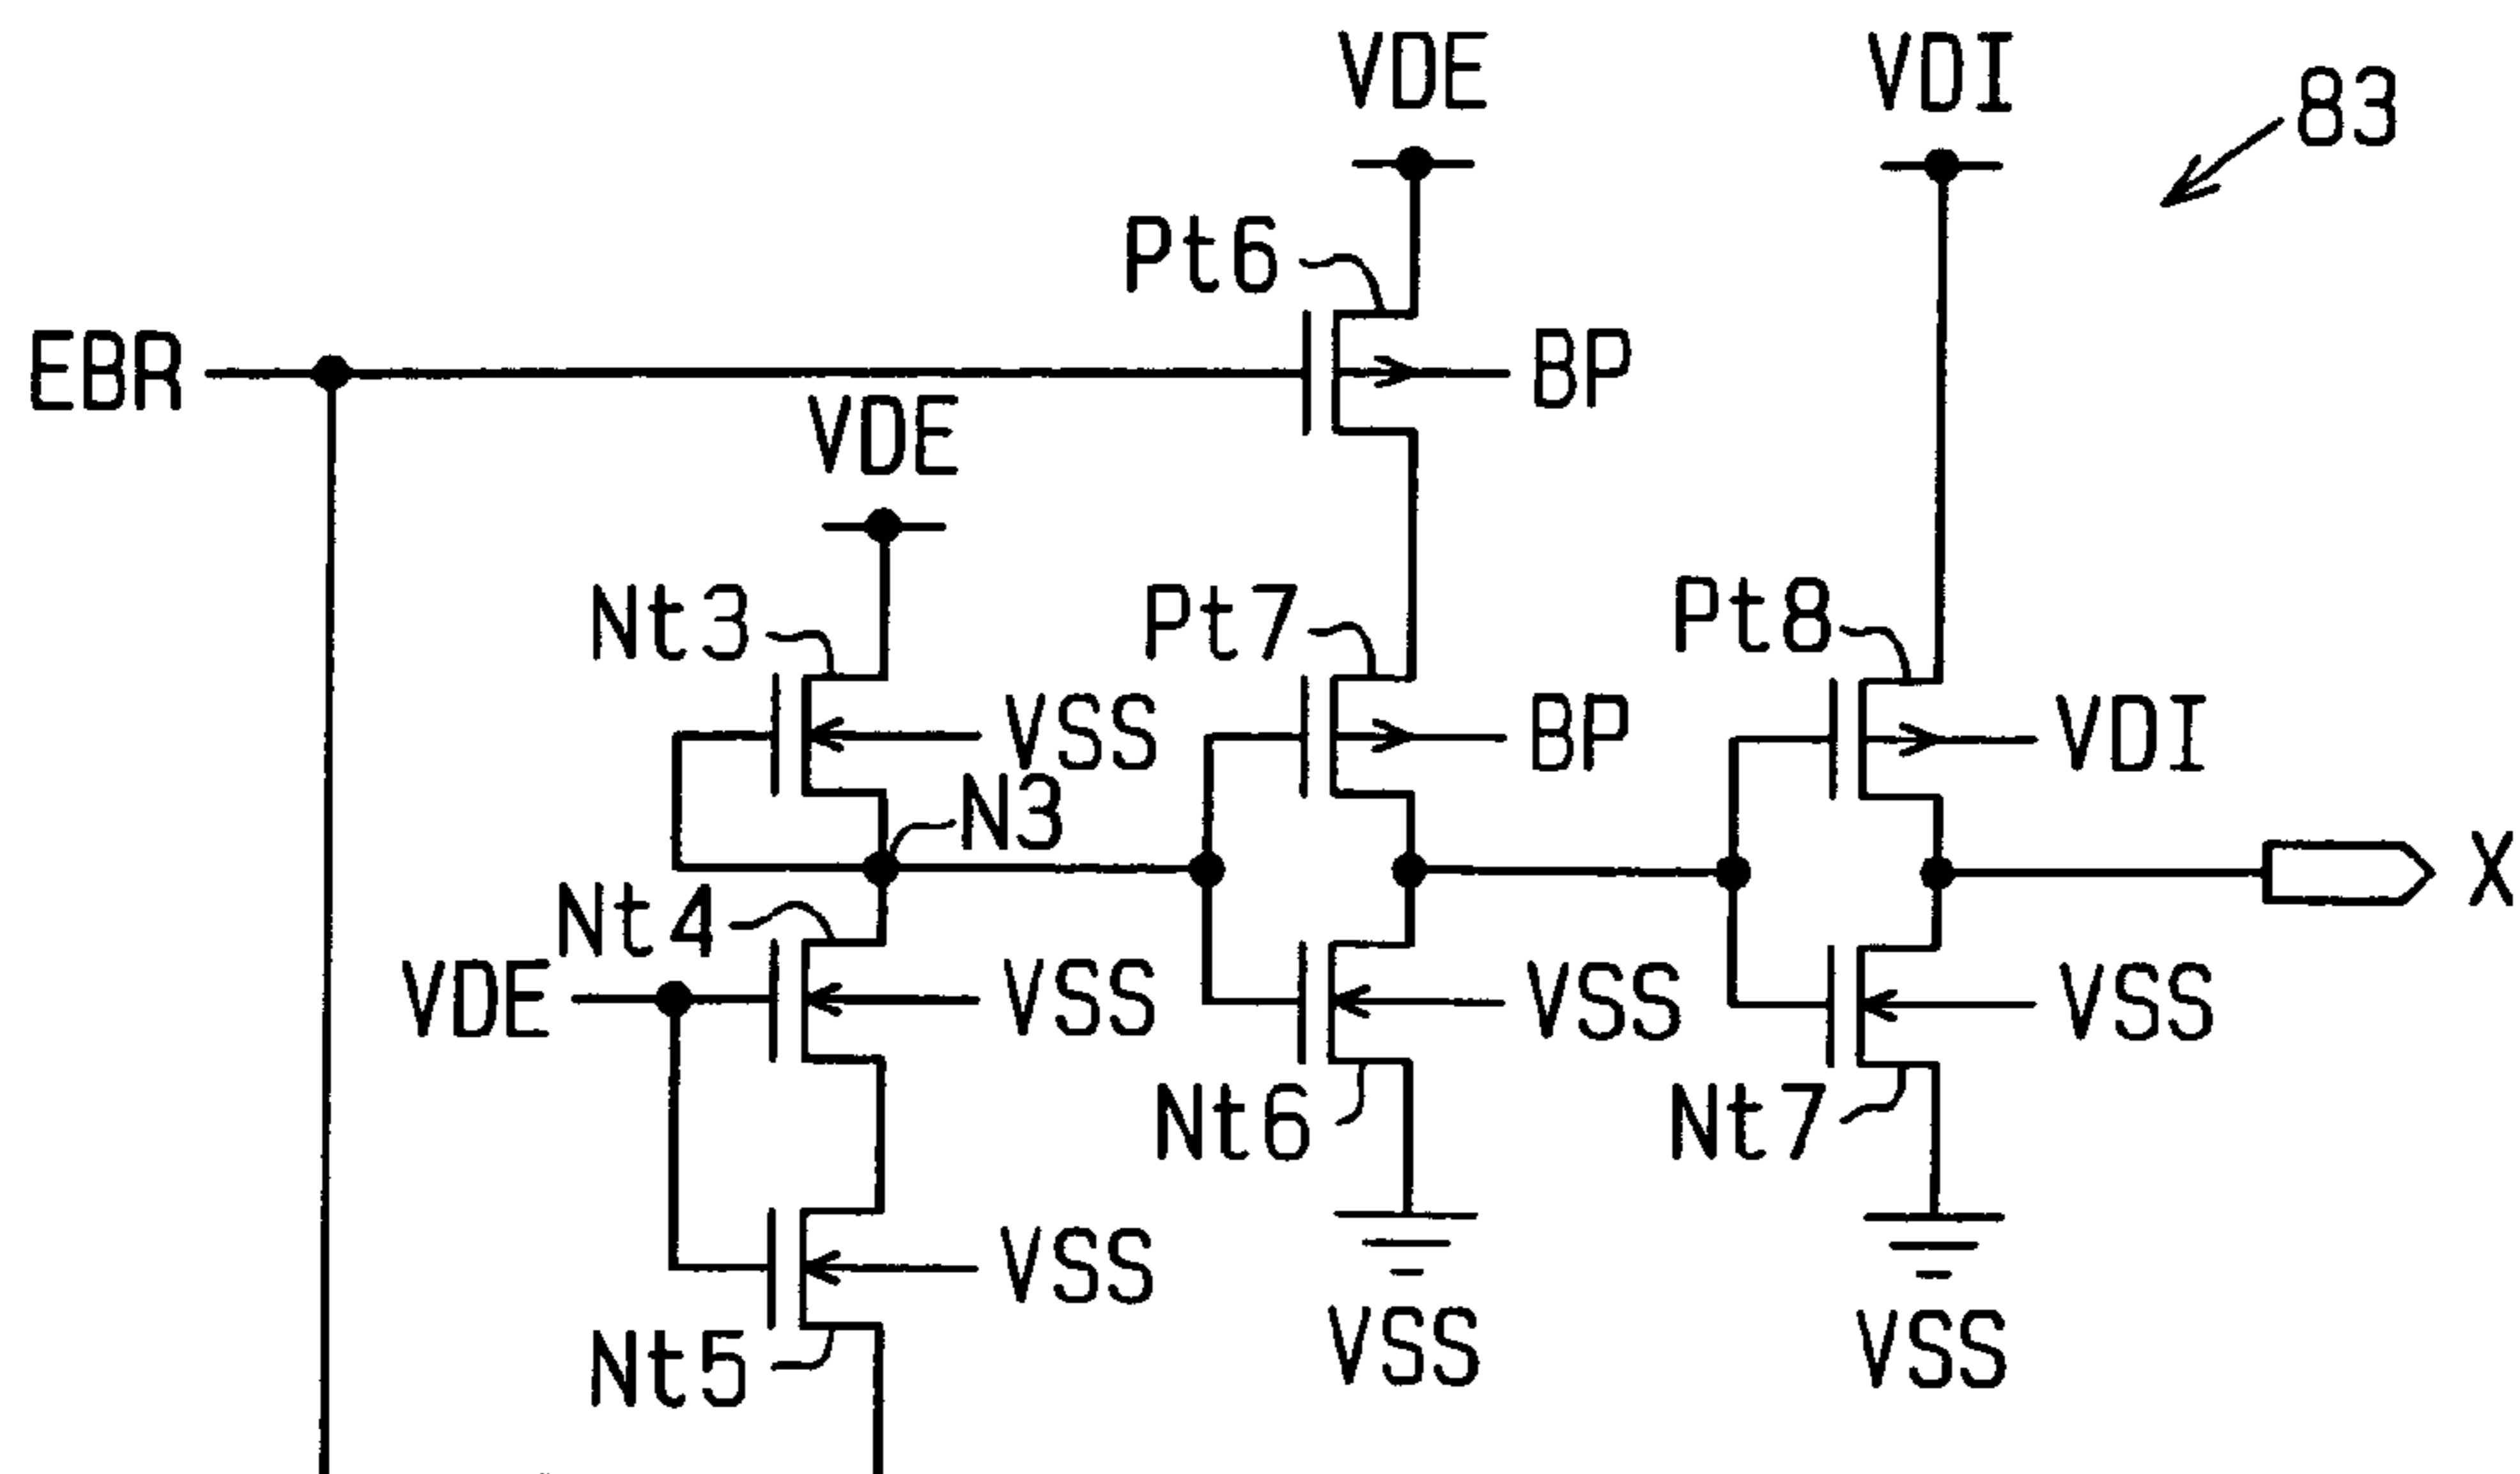 VDE
VDI
83
Pt6
EBR
BP
VDE
Nt3
Pt7
Pt8
VSS
BP
VDI
N3
X
Nt4
VDE
VSS
VSS
VSS
Nt6
Nt7
VSS
Nt5
VSS
VSS